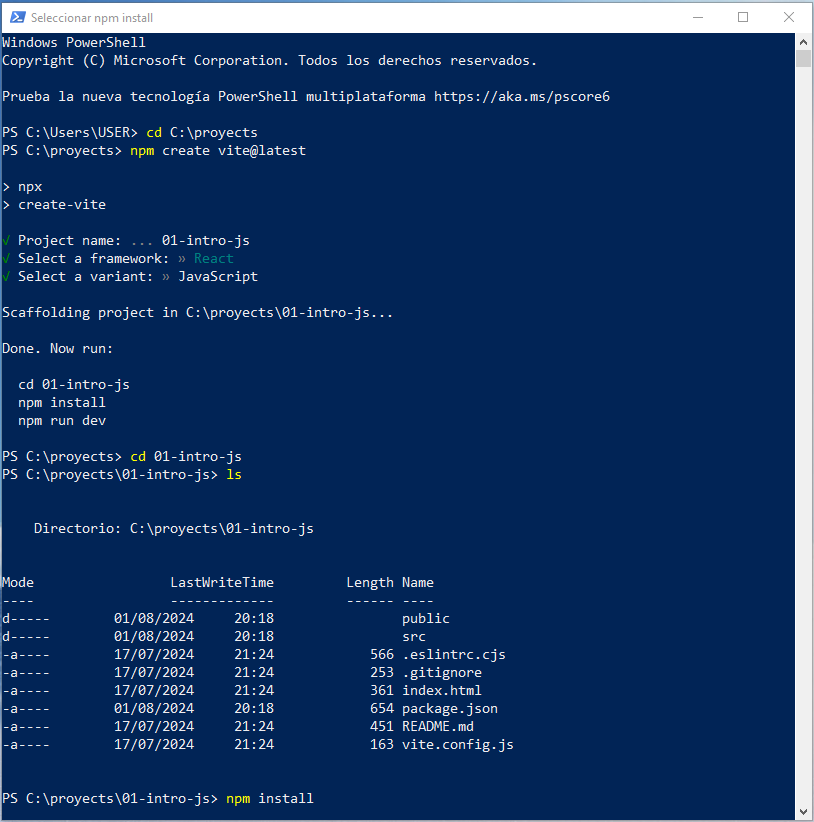 Seleccionar npm install
Windows PowerShell
Copyright (C) Microsoft Corporation. Todos los derechos reservados.
Prueba la nueva tecnología PowerShell multiplataforma https://aka.ms/pscore6
PS C:\Users\USER> cd C:\proyects
PS C:\proyects> npm create vite@latest
> npx
> create-vite
√ Project name: ... 01-intro-js
√ Select a framework: » React
√ Select a variant: » JavaScript
Scaffolding project in C:\proyects\01-intro-js...
Done. Now run:
cd 01-intro-js
npm install
npm run dev
PS C:\proyects> cd 01-intro-js
PS C:\proyects\01-intro-js> ls
Directorio: C:\proyects\01-intro-js
Mode LastWriteTime Length Name
---- ------------- ------ ----
d----- 01/08/2024 20:18 public
d----- 01/08/2024 20:18 src
-a---- 17/07/2024 21:24 566 .eslintrc.cjs
-a---- 17/07/2024 21:24 253 .gitignore
-a---- 17/07/2024 21:24 361 index.html
-a---- 01/08/2024 20:18 654 package.json
-a---- 17/07/2024 21:24 451 README.md
-a---- 17/07/2024 21:24 163 vite.config.js
PS C:\proyects\01-intro-js> npm install